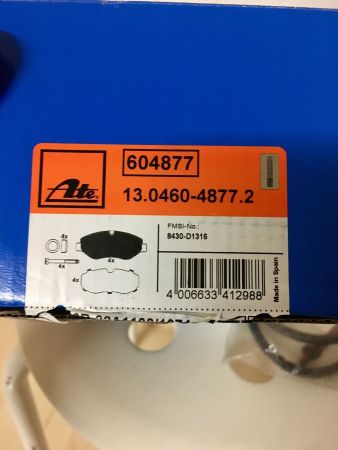 604877
Ate
13.0460-4877.2
FMSI-No.:
8430-D1316
4x
4x
4x
4x
4 006633 412988
Made in Spain